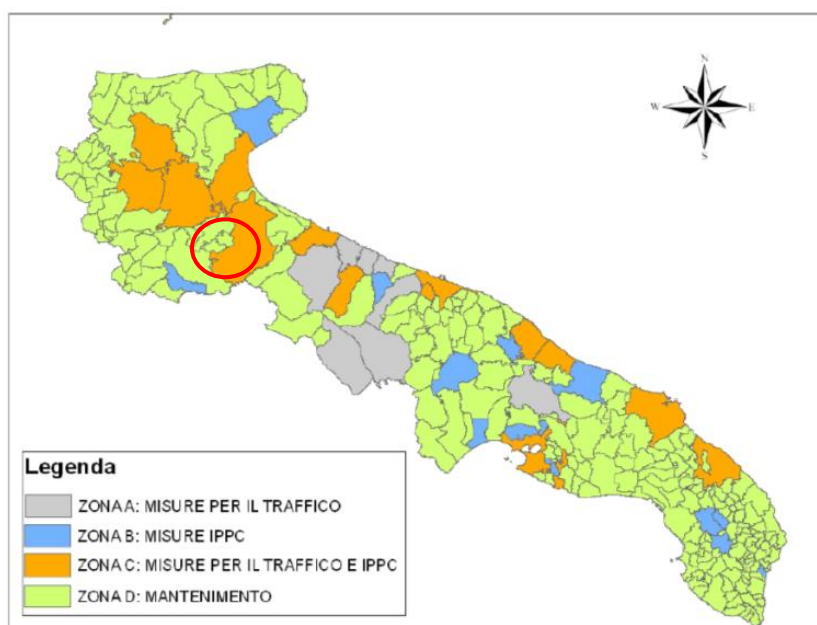 N
W E
S
Legenda
ZONA A: MISURE PER IL TRAFFICO
ZONA B: MISURE IPPC
ZONA C: MISURE PER IL TRAFFICO E IPPC
ZONA D: MANTENIMENTO